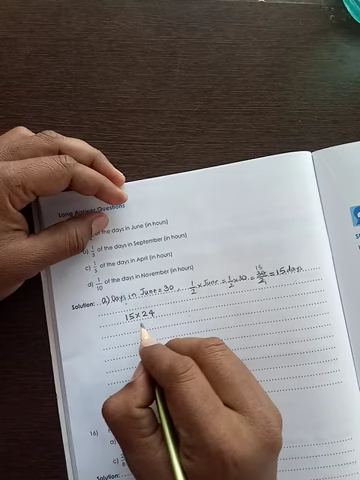 Long Answer Questions
of the days in June (in hours)
b) 1/3 of the days in September (in hours)
c) 1/5 of the days in April (in hours)
d) 1/10 of the days in November (in hours)
Solution: a) Days in June = 30, 1/2 × June = 1/2 × 30 = 30/2 = 15 days
15
15 × 24
16)
c)
Solution: